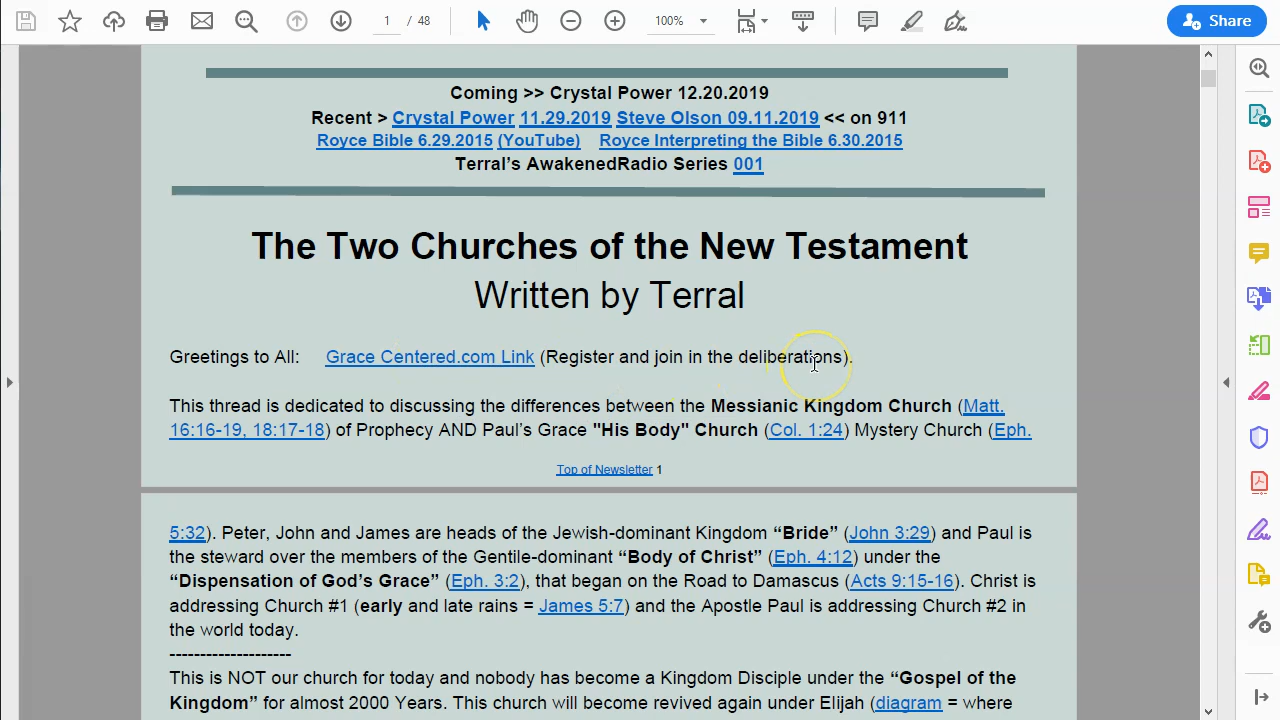 1 / 48
100%
Share
Coming >> Crystal Power 12.20.2019
Recent > Crystal Power 11.29.2019 Steve Olson 09.11.2019 << on 911
Royce Bible 6.29.2015 (YouTube) Royce Interpreting the Bible 6.30.2015
Terral’s AwakenedRadio Series 001
The Two Churches of the New Testament
Written by Terral
Greetings to All: Grace Centered.com Link (Register and join in the deliberations).
This thread is dedicated to discussing the differences between the Messianic Kingdom Church (Matt.
16:16-19, 18:17-18) of Prophecy AND Paul’s Grace "His Body" Church (Col. 1:24) Mystery Church (Eph.
Top of Newsletter 1
5:32). Peter, John and James are heads of the Jewish-dominant Kingdom “Bride” (John 3:29) and Paul is
the steward over the members of the Gentile-dominant “Body of Christ” (Eph. 4:12) under the
“Dispensation of God’s Grace” (Eph. 3:2), that began on the Road to Damascus (Acts 9:15-16). Christ is
addressing Church #1 (early and late rains = James 5:7) and the Apostle Paul is addressing Church #2 in
the world today.
--------------------
This is NOT our church for today and nobody has become a Kingdom Disciple under the “Gospel of the
Kingdom” for almost 2000 Years. This church will become revived again under Elijah (diagram = where